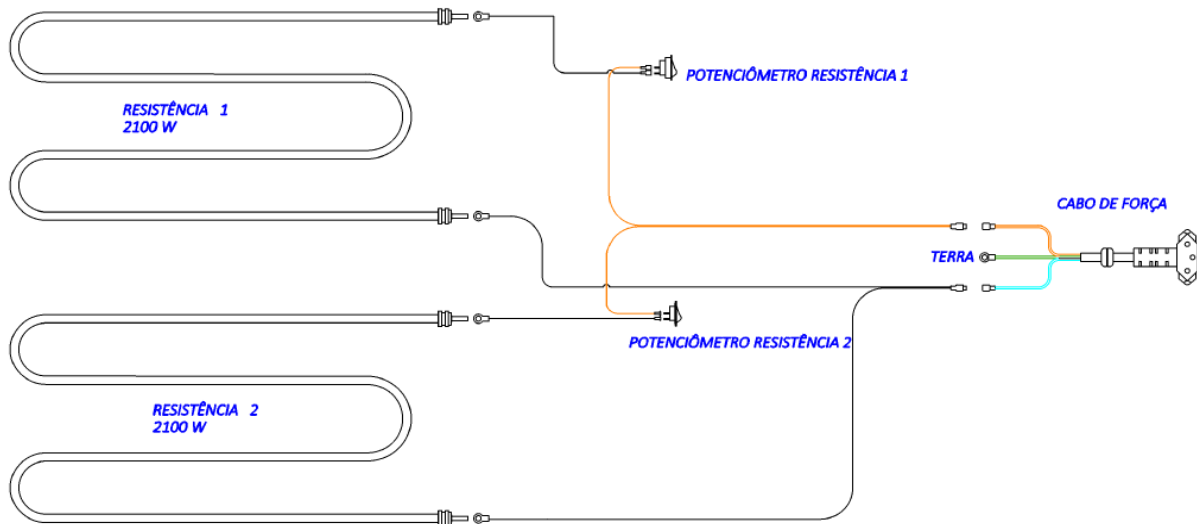 POTENCIÔMETRO RESISTÊNCIA 1
RESISTÊNCIA 1
2100 W
CABO DE FORÇA
TERRA
POTENCIÔMETRO RESISTÊNCIA 2
RESISTÊNCIA 2
2100 W